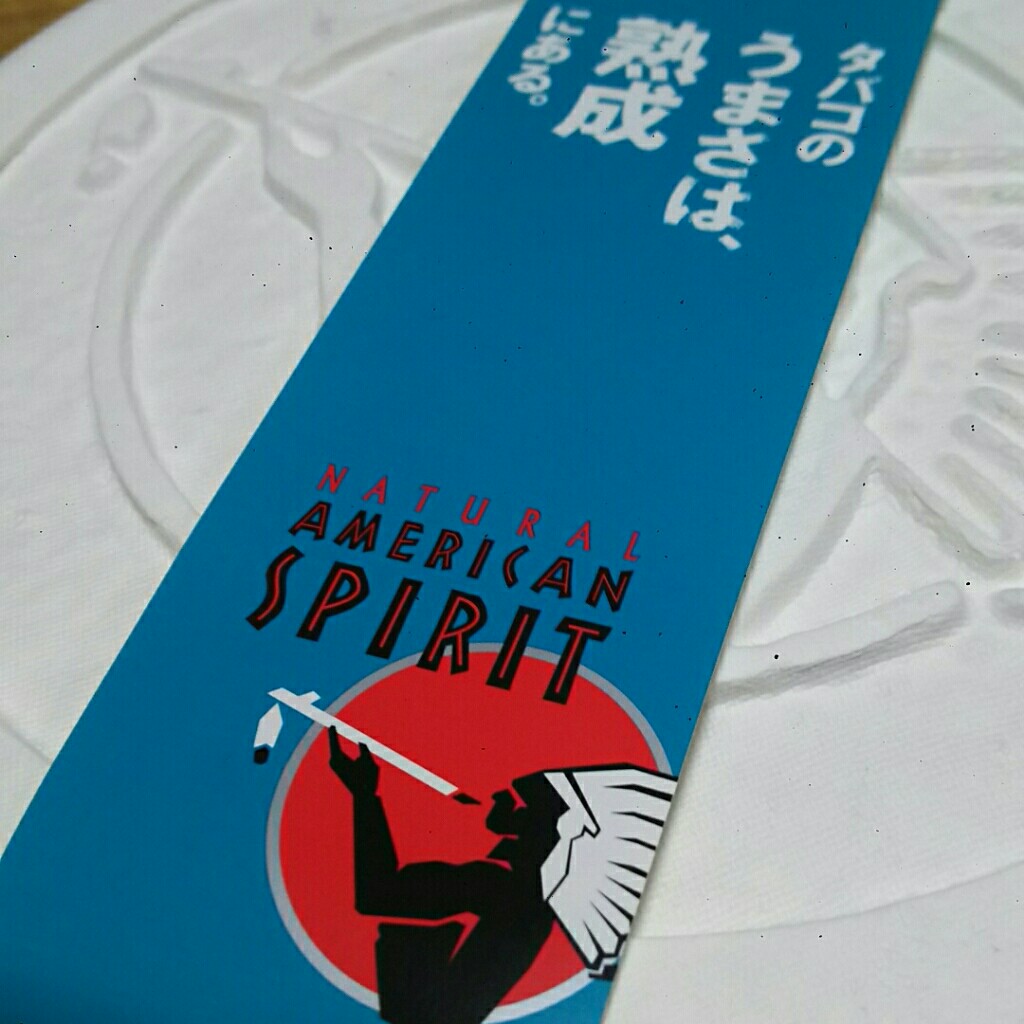 タバコの
うまさは、
熟成
にある。
NATURAL
AMERICAN
SPIRIT